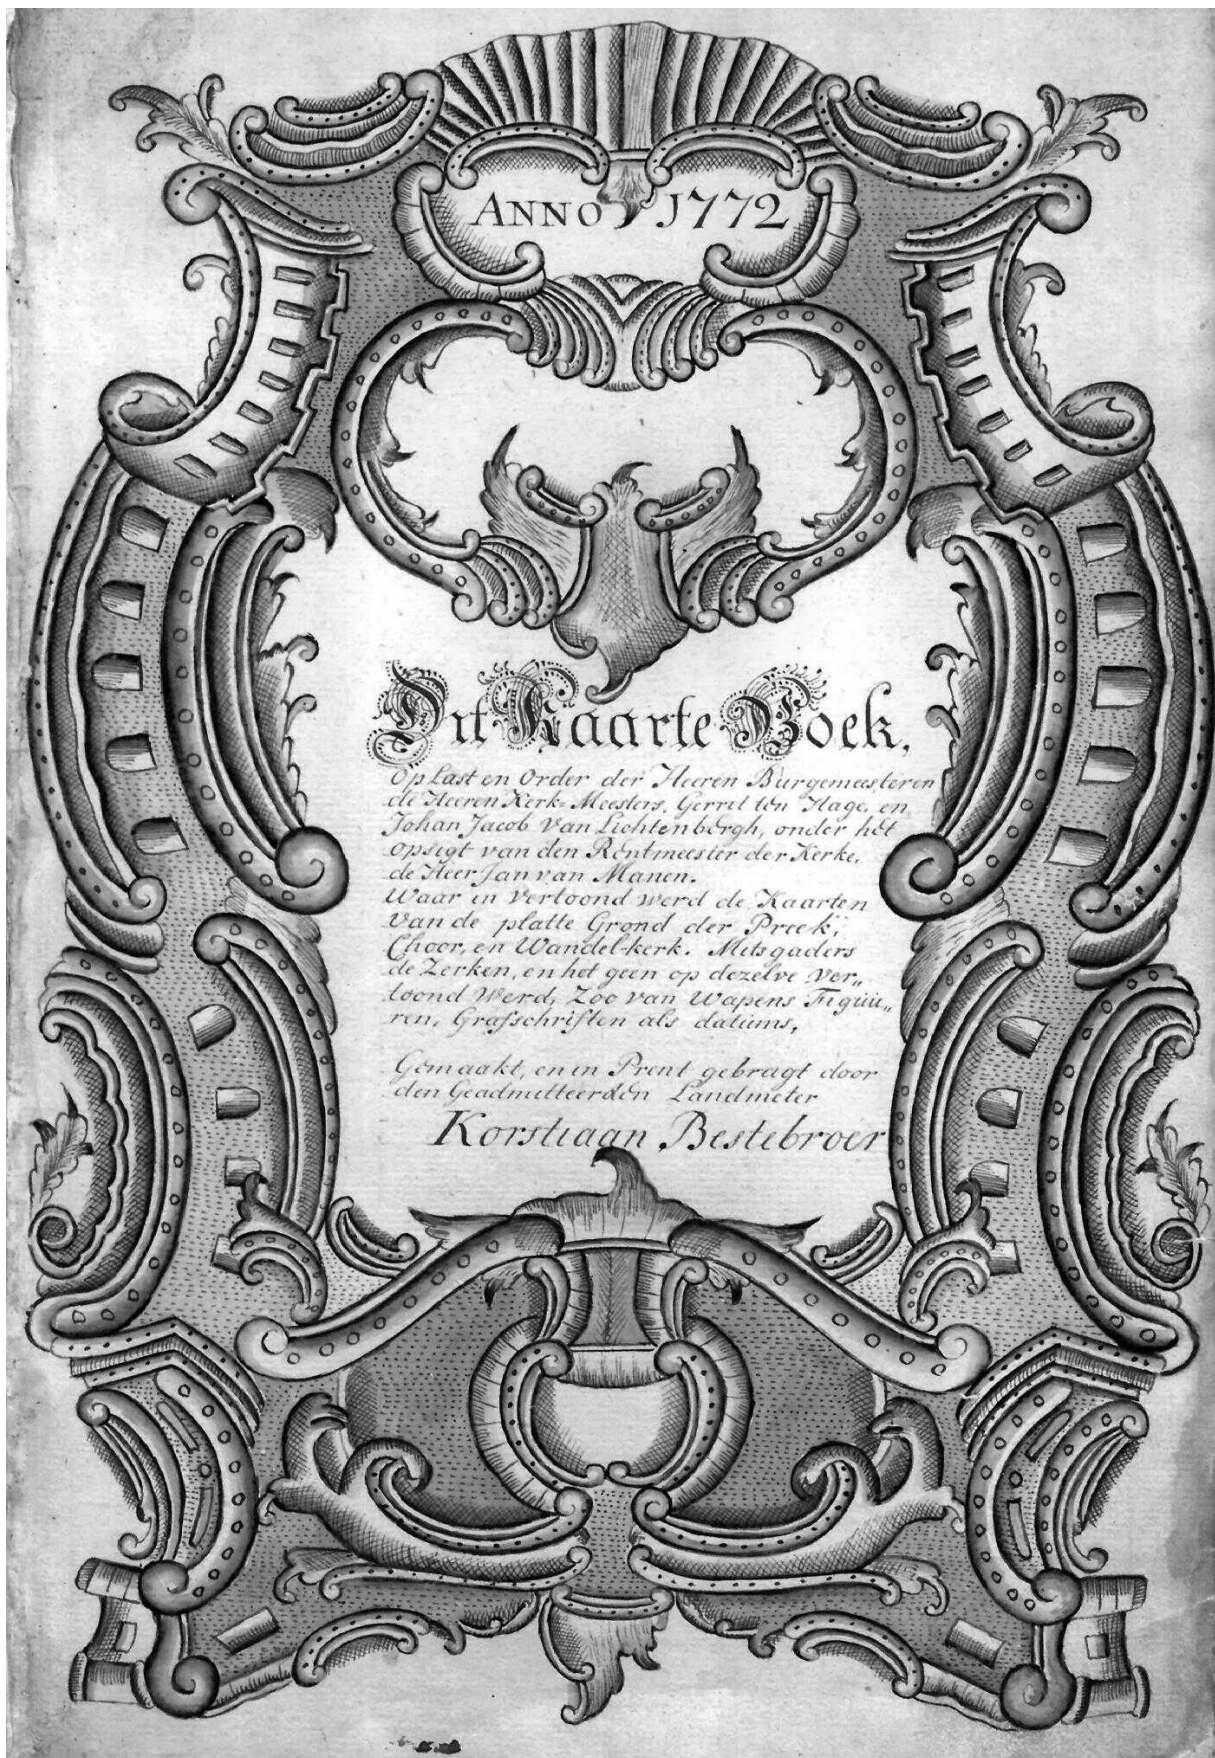 ANNO 1772
Dit Kaarte Boek,
Op Last en Order der Heeren Burgemeesteren
de Heeren Kerk=Meesters, Gerrit ten Hage, en
Johan Jacob Van Lichtenbergh, onder het
opsigt van den Rentmeester der Kerke,
de Heer Jan van Manen.
Waar in Vertoond werd de Kaarten
Van de platte Grond der Preek,
Choor, en Wandel-kerk. Mitsgaders
de Zerken, en het geen op dezelve ver„
toond Werd, Zoo van Wapens Figuü„
ren, Grafschriften als datums,
Gemaakt, en in Prent gebragt door
den Geadmitteerden Landmeter
Korstiaan Bestebroer